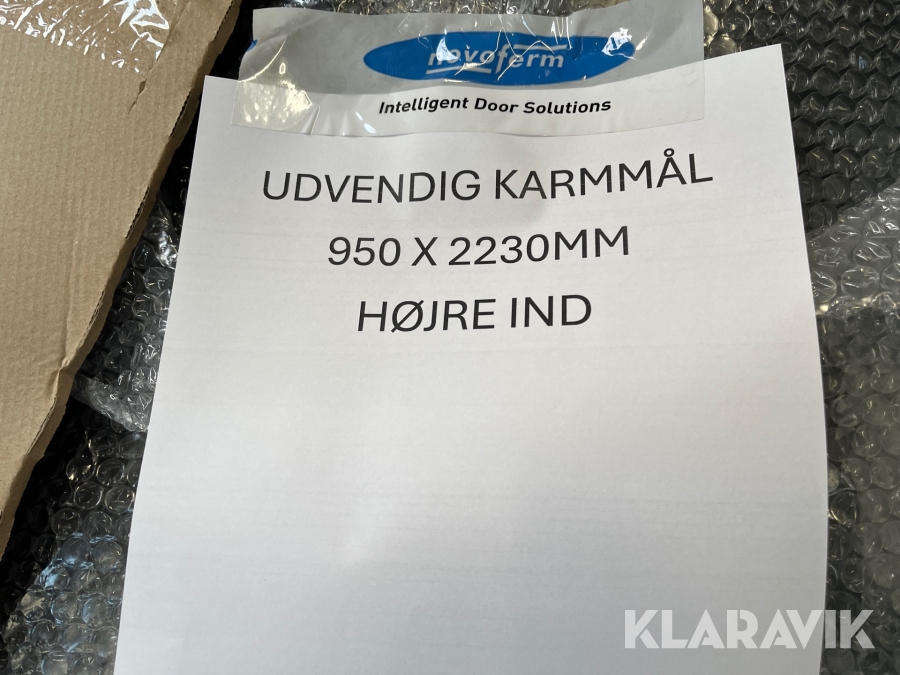 novoferm
Intelligent Door Solutions
UDVENDIG KARMMÅL
950 X 2230MM
HØJRE IND
KLARAVIK